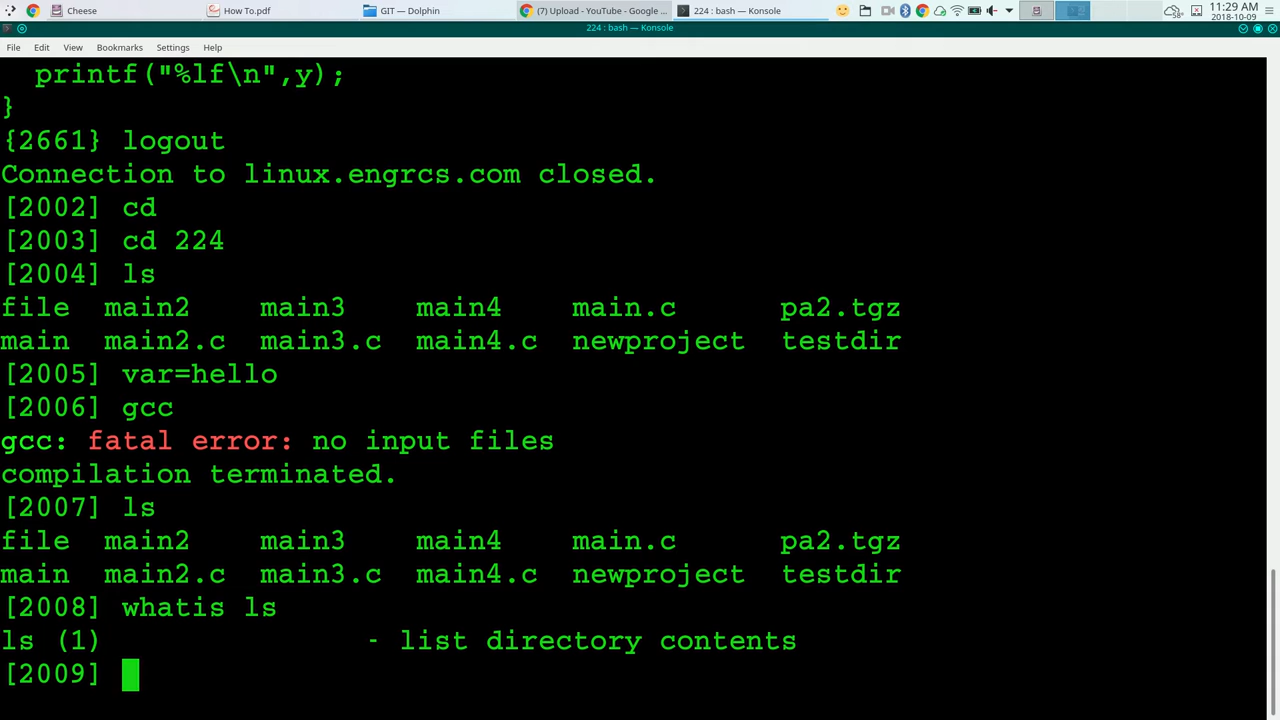 Cheese
How To.pdf
GIT — Dolphin
(7) Upload - YouTube - Google ...
224 : bash — Konsole
58°
11:29 AM
2018-10-09
224 : bash — Konsole
File Edit View Bookmarks Settings Help
printf("%lf\n",y);
}
{2661} logout
Connection to linux.engrcs.com closed.
[2002] cd
[2003] cd 224
[2004] ls
file main2 main3 main4 main.c pa2.tgz
main main2.c main3.c main4.c newproject testdir
[2005] var=hello
[2006] gcc
gcc: fatal error: no input files
compilation terminated.
[2007] ls
file main2 main3 main4 main.c pa2.tgz
main main2.c main3.c main4.c newproject testdir
[2008] whatis ls
ls (1) - list directory contents
[2009]